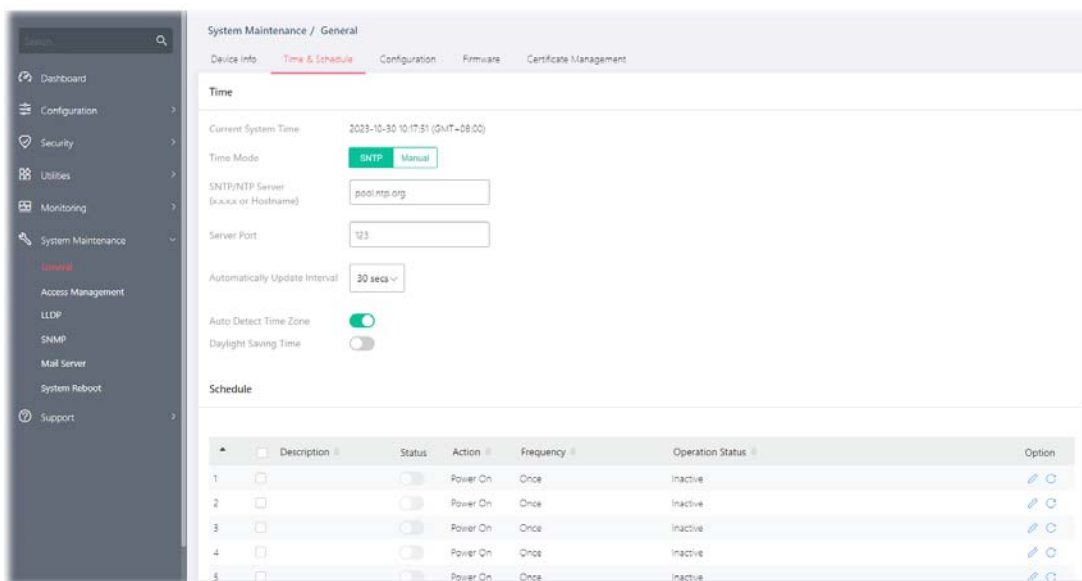 Search...
Dashboard
Configuration
Security
Utilities
Monitoring
System Maintenance
General
Access Management
LLDP
SNMP
Mail Server
System Reboot
Support
System Maintenance / General
Device Info Time & Schedule Configuration Firmware Certificate Management
Time
Current System Time 2023-10-30 10:17:51 (GMT+08:00)
Time Mode SNTP Manual
SNTP/NTP Server
(x.x.x.x or Hostname) pool.ntp.org
Server Port 123
Automatically Update Interval 30 secs
Auto Detect Time Zone
Daylight Saving Time
Schedule
Description Status Action Frequency Operation Status Option
1 Power On Once Inactive
2 Power On Once Inactive
3 Power On Once Inactive
4 Power On Once Inactive
5 Power On Once Inactive